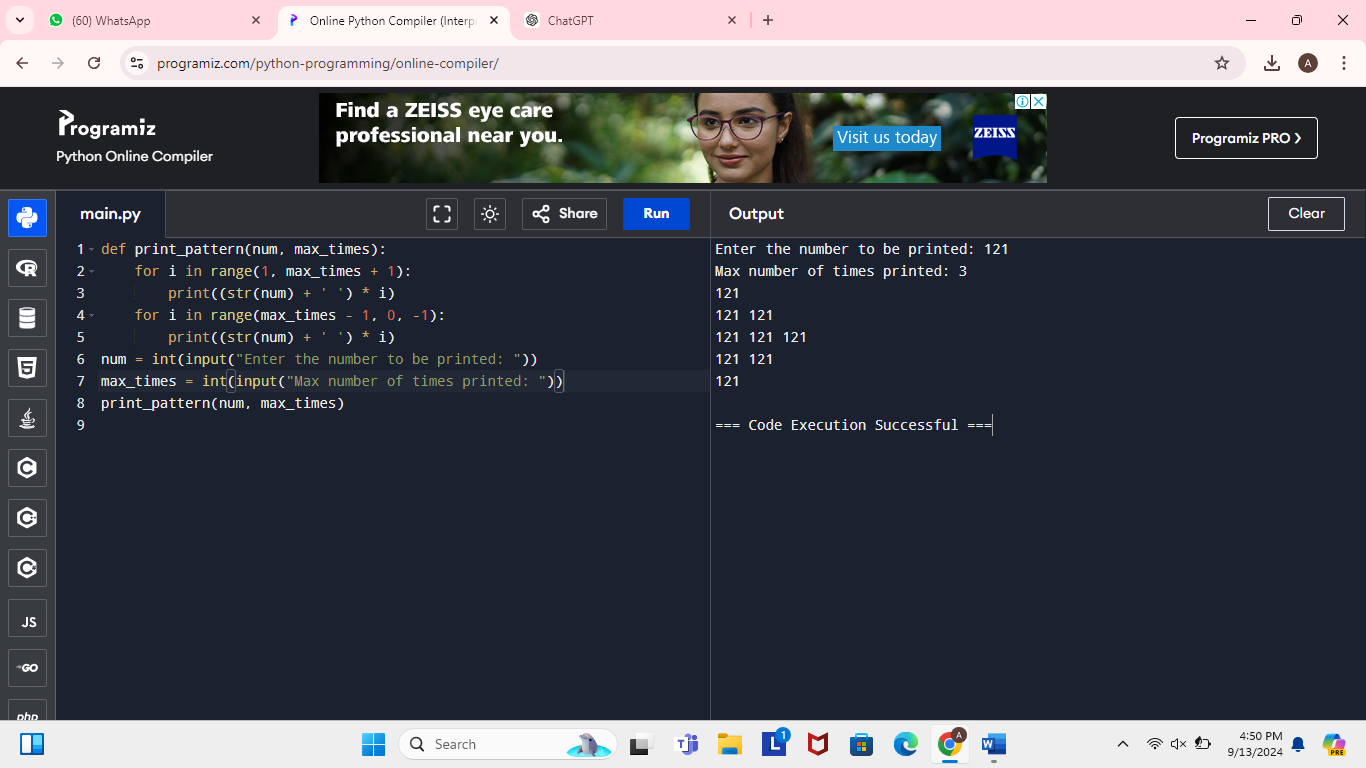 (60) WhatsApp
Online Python Compiler (Interp
ChatGPT
programiz.com/python-programming/online-compiler/
A
Programiz
Python Online Compiler
Find a ZEISS eye care
professional near you.
Visit us today
ZEISS
Programiz PRO
main.py
Share
Run
Output
Clear
1 def print_pattern(num, max_times):
2     for i in range(1, max_times + 1):
3         print((str(num) + ' ') * i)
4     for i in range(max_times - 1, 0, -1):
5         print((str(num) + ' ') * i)
6 num = int(input("Enter the number to be printed: "))
7 max_times = int(input("Max number of times printed: "))
8 print_pattern(num, max_times)
9
Enter the number to be printed: 121
Max number of times printed: 3
121
121 121
121 121 121
121 121
121
=== Code Execution Successful ===
JS
GO
php
Search
L
1
A
W
4:50 PM
9/13/2024
PRE